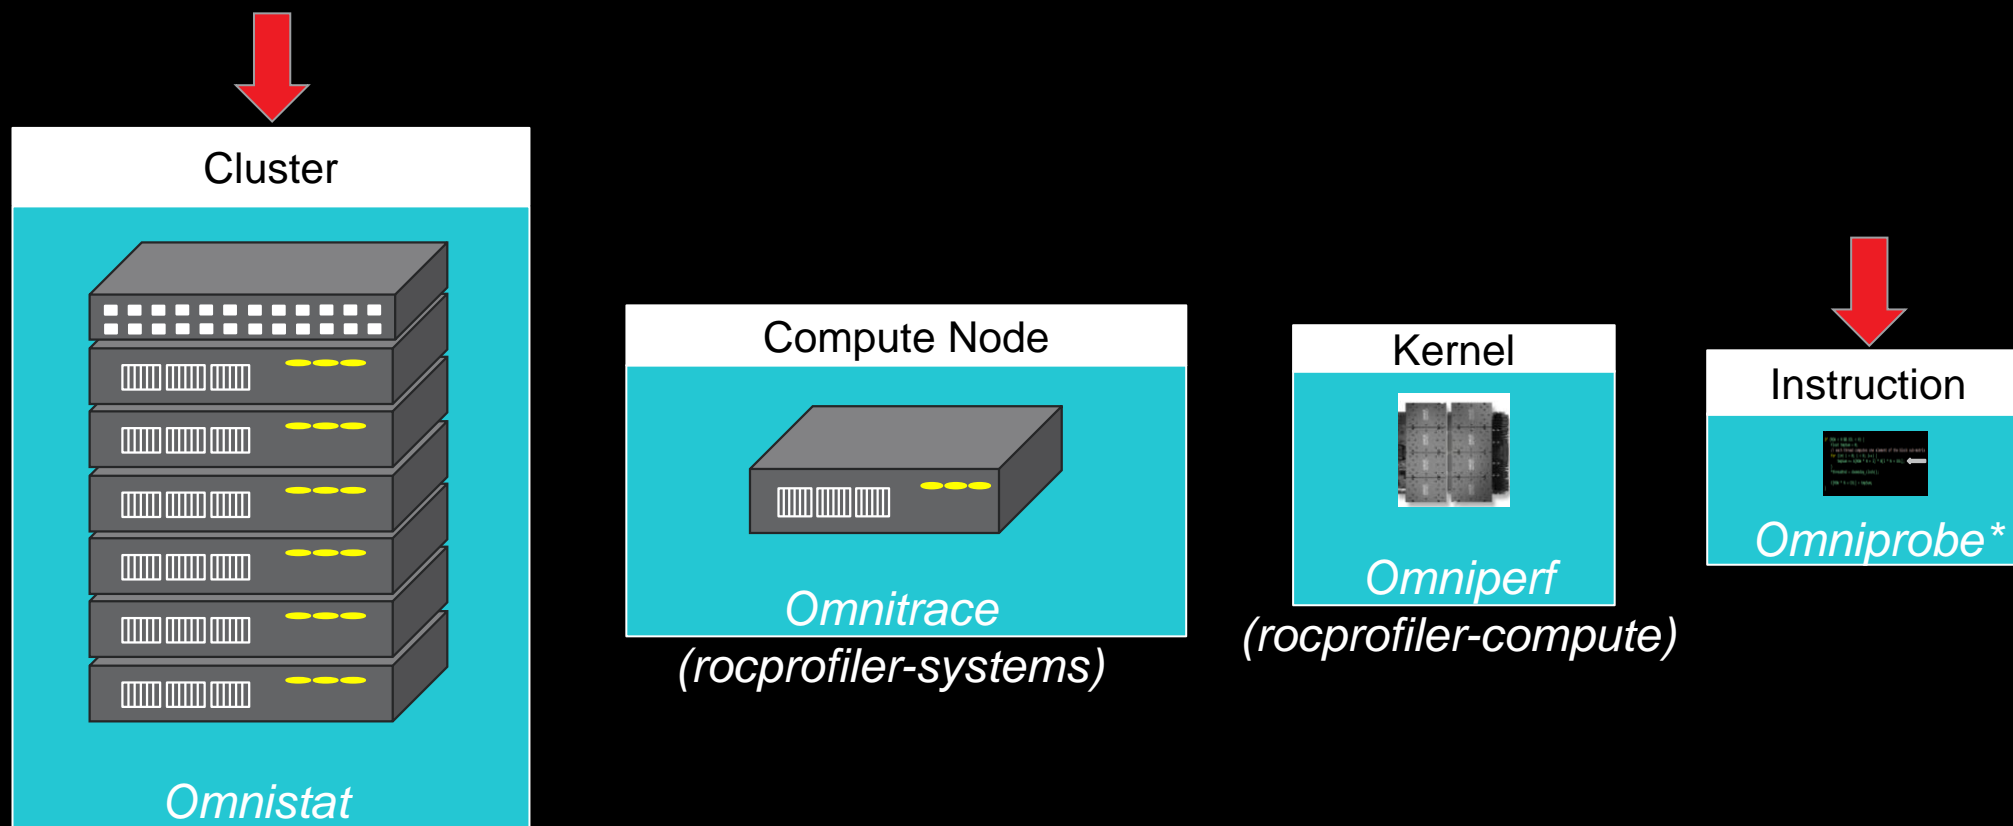 Cluster
Omnistat
Compute Node
Omnitrace
(rocprofiler-systems)
Kernel
Omniperf
(rocprofiler-compute)
Instruction
Omniprobe*